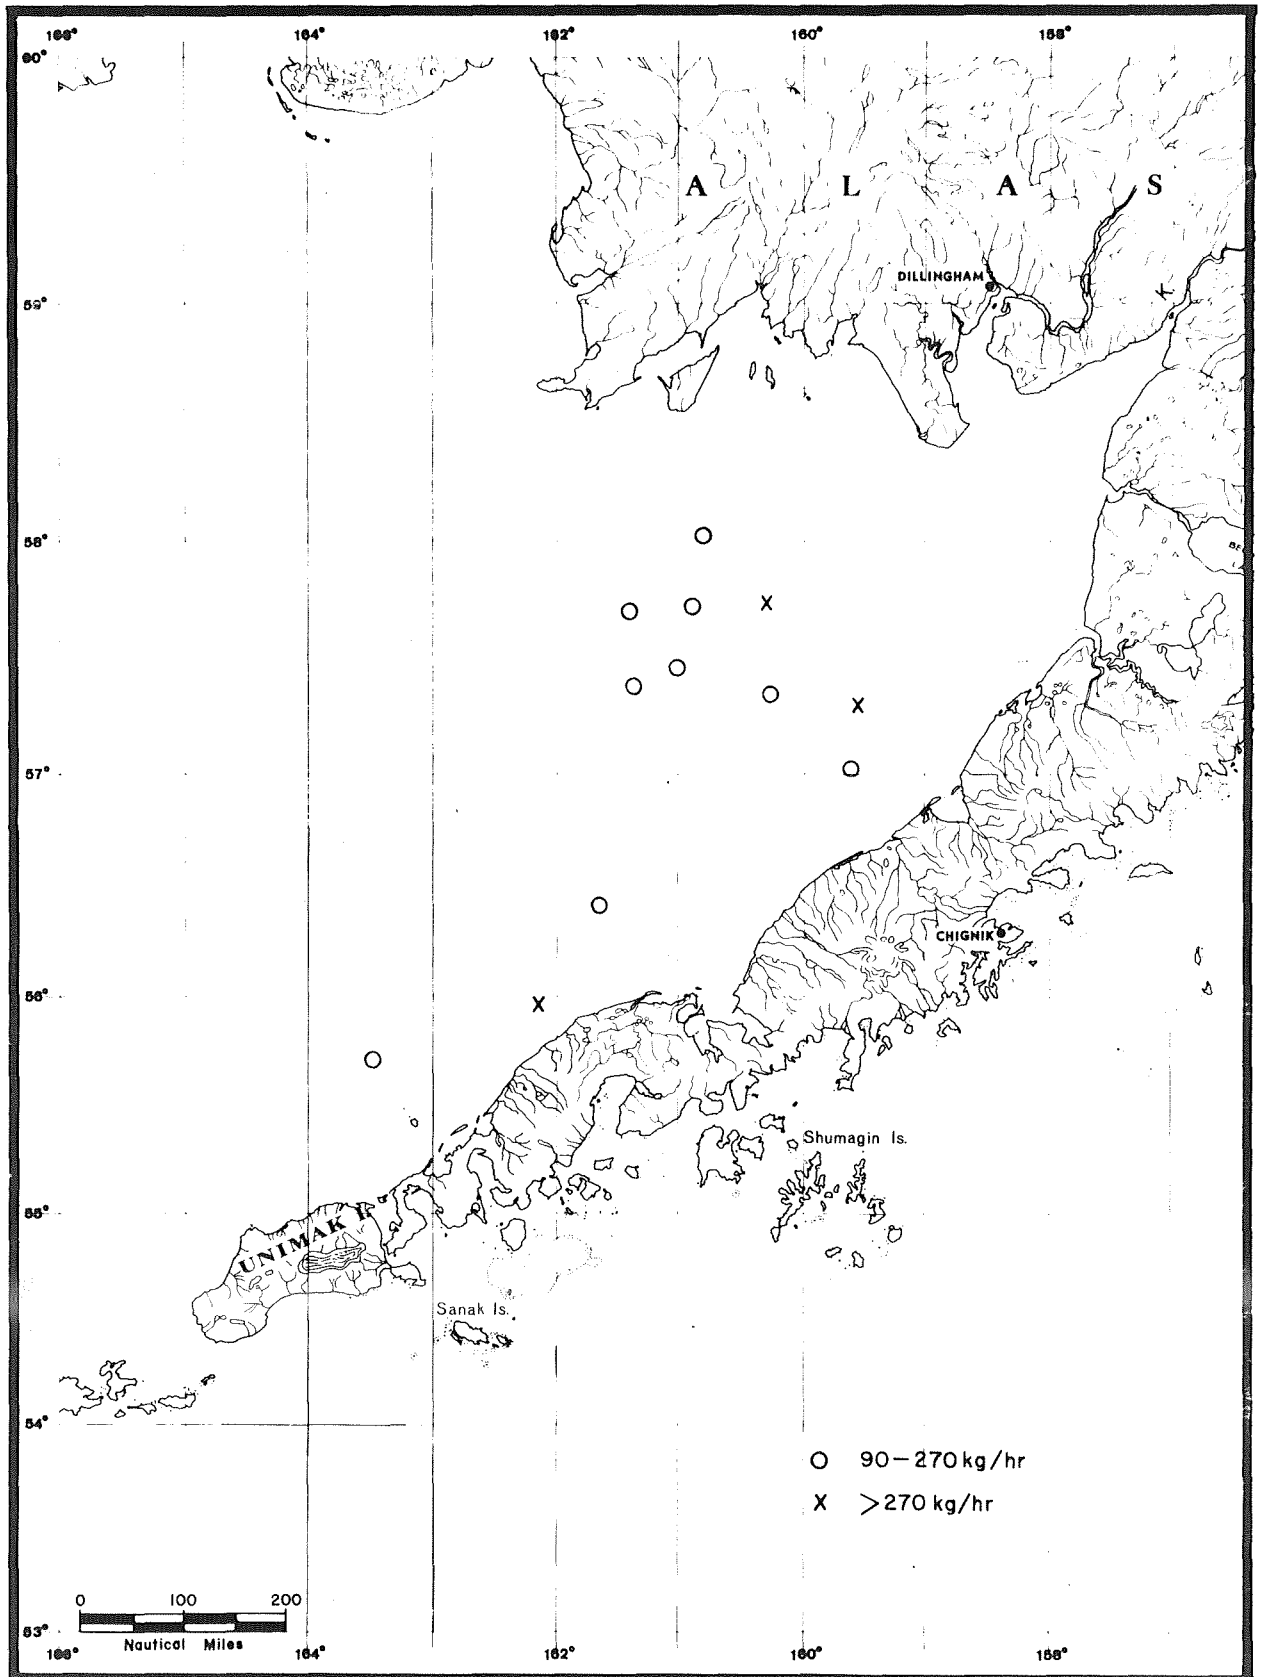 166° 164° 162° 160° 158°
60°
A L A S
DILLINGHAM
59°
K
58°
57°
CHIGNIK
56°
Shumagin Is.
55°
UNIMAK I.
Sanak Is.
54°
O 90-270 kg/hr
X >270 kg/hr
0 100 200
Nautical Miles
53°
166° 164° 162° 160° 158°